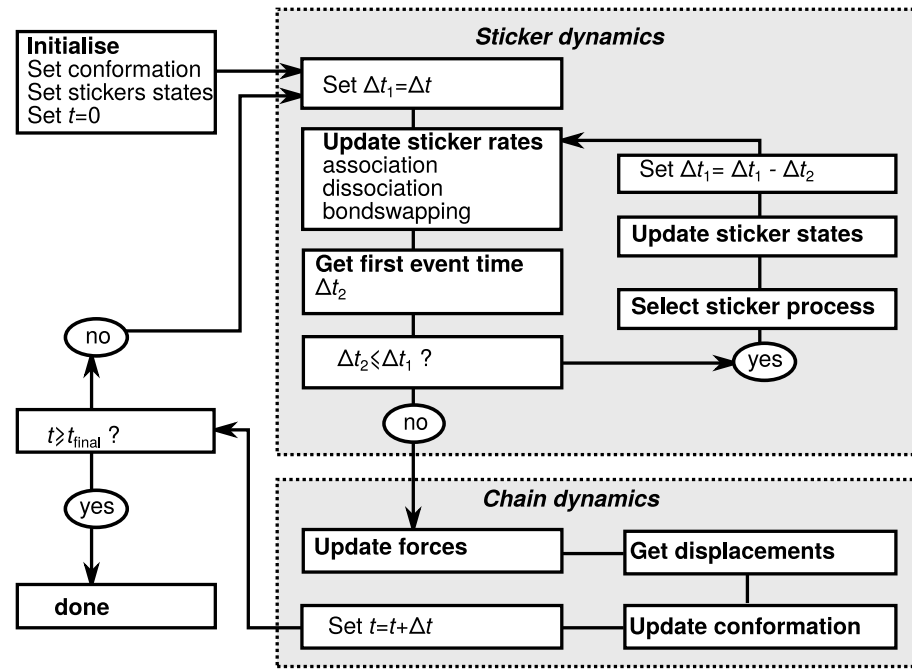 Initialise
Set conformation
Set stickers states
Set t=0
Sticker dynamics
Set Δt₁=Δt
Update sticker rates
association
dissociation
bondswapping
Get first event time
Δt₂
Δt₂⩽Δt₁ ?
Set Δt₁= Δt₁ - Δt₂
Update sticker states
Select sticker process
yes
no
no
t⩾t_final ?
yes
done
Chain dynamics
Update forces
Get displacements
Set t=t+Δt
Update conformation